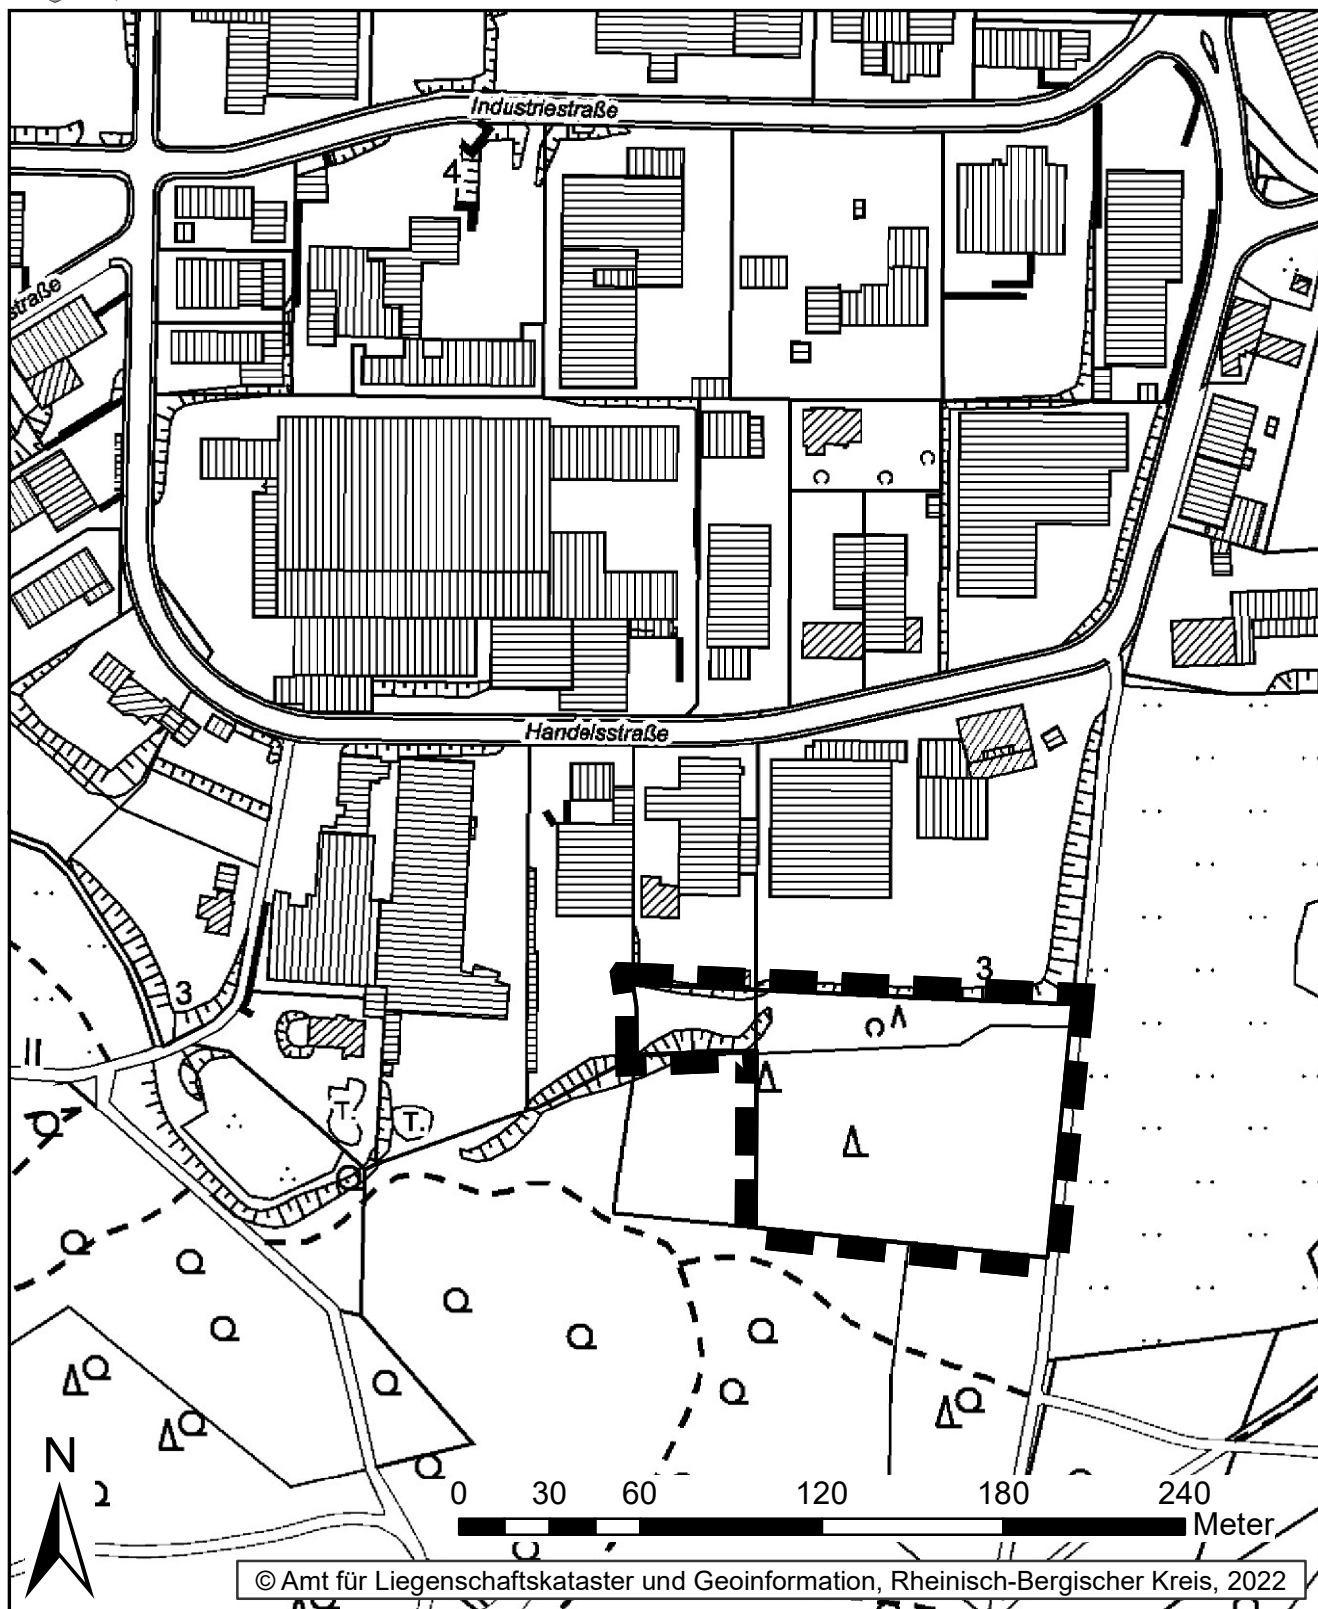 Industriestraße
4
straße
Handelsstraße
3
3
T.
T.
N
0 30 60 120 180 240
Meter
© Amt für Liegenschaftskataster und Geoinformation, Rheinisch-Bergischer Kreis, 2022